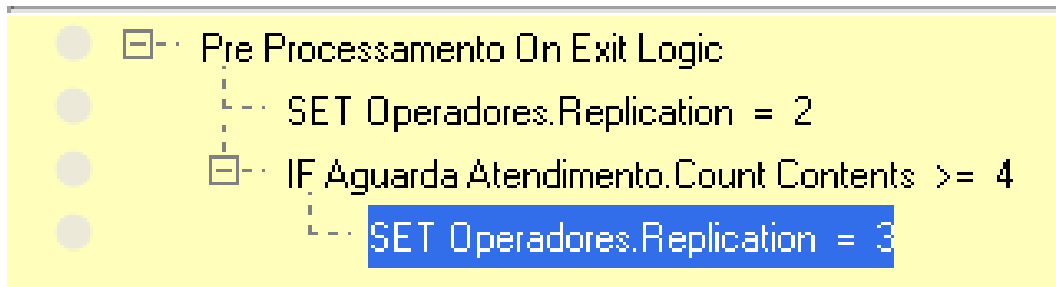 Pre Processamento On Exit Logic
SET Operadores.Replication = 2
IF Aguarda Atendimento.Count Contents >= 4
SET Operadores.Replication = 3